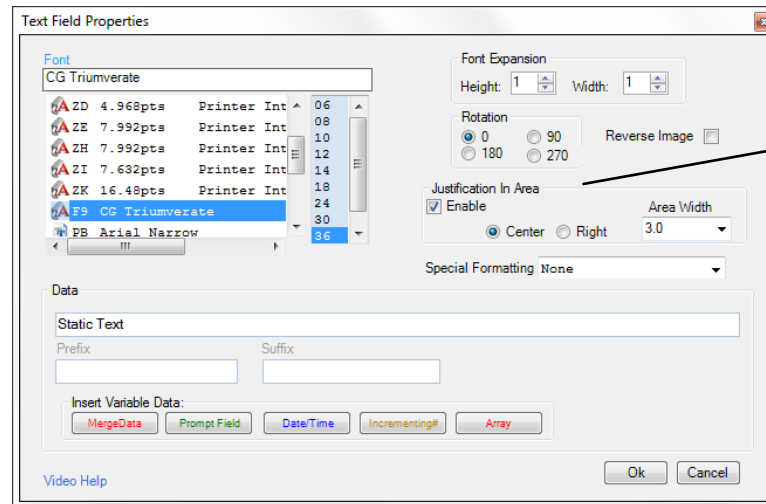 Text Field Properties
Font
CG Triumverate
ZD 4.968pts Printer Int
ZE 7.992pts Printer Int
ZH 7.992pts Printer Int
ZI 7.632pts Printer Int
ZK 16.48pts Printer Int
F9 CG Triumverate
PB Arial Narrow
06
08
10
12
14
18
24
30
36
Font Expansion
Height: 1 Width: 1
Rotation
0 90
180 270
Reverse Image
Justification In Area
Enable
Center Right
Area Width
3.0
Special Formatting None
Data
Static Text
Prefix Suffix
Insert Variable Data:
MergeData Prompt Field Date/Time Incrementing# Array
Video Help
Ok Cancel